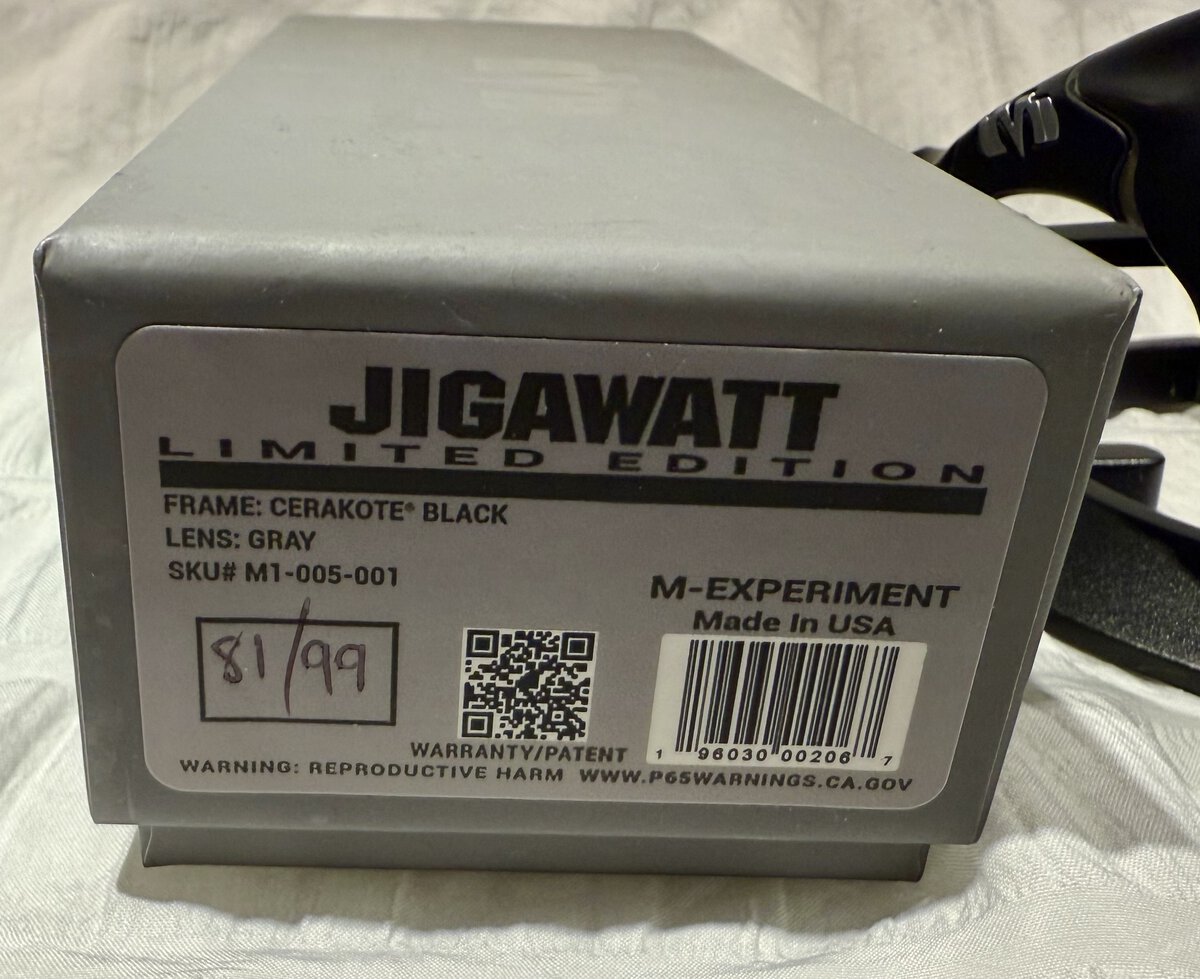 JIGAWATT
LIMITED EDITION
FRAME: CERAKOTE® BLACK
LENS: GRAY
SKU# M1-005-001
81/99
M-EXPERIMENT
Made In USA
1 96030 00206 7
WARRANTY/PATENT
WARNING: REPRODUCTIVE HARM WWW.P65WARNINGS.CA.GOV